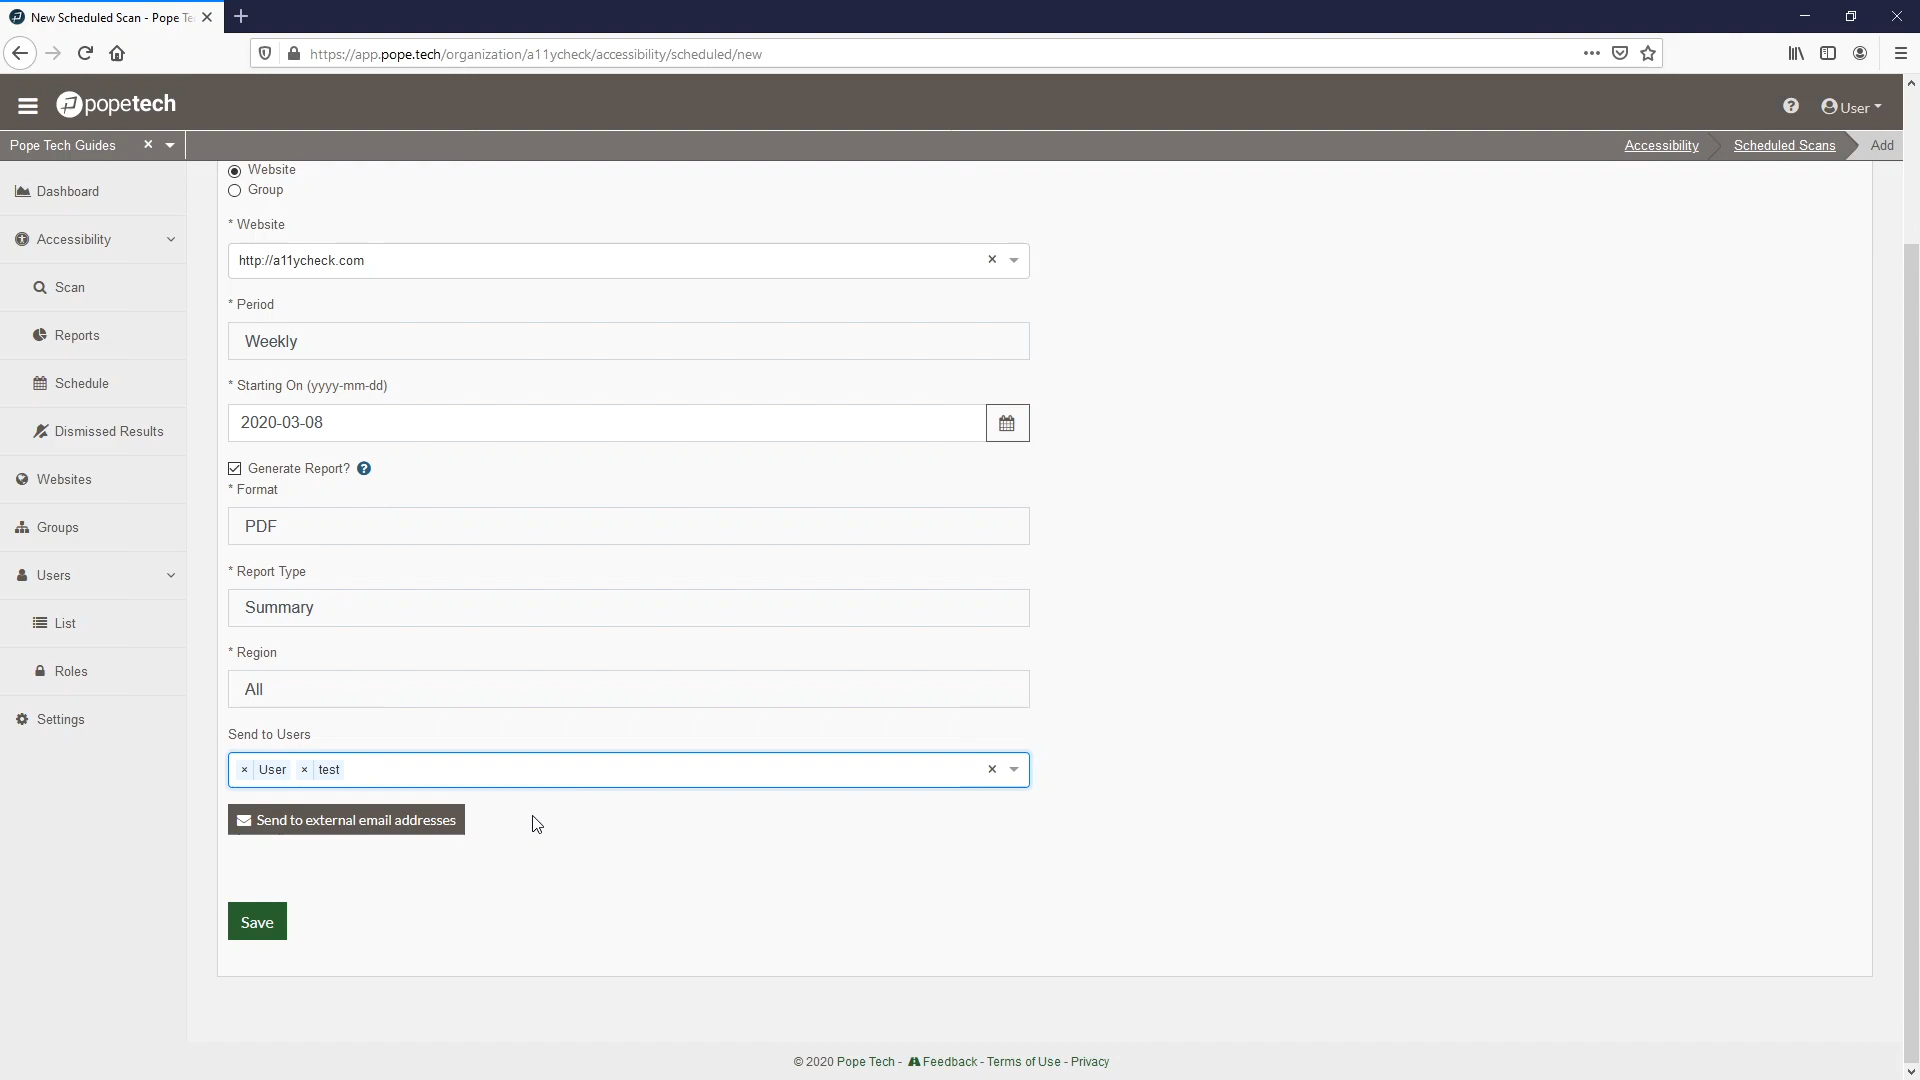 New Scheduled Scan - Pope Te
https://app.pope.tech/organization/a11ycheck/accessibility/scheduled/new
popetech
User
Pope Tech Guides
Accessibility
Scheduled Scans
Add
Dashboard
Accessibility
Scan
Reports
Schedule
Dismissed Results
Websites
Groups
Users
List
Roles
Settings
Website
Group
* Website
http://a11ycheck.com
* Period
Weekly
* Starting On (yyyy-mm-dd)
2020-03-08
Generate Report?
* Format
PDF
* Report Type
Summary
* Region
All
Send to Users
× User × test
Send to external email addresses
Save
© 2020 Pope Tech - Feedback - Terms of Use - Privacy